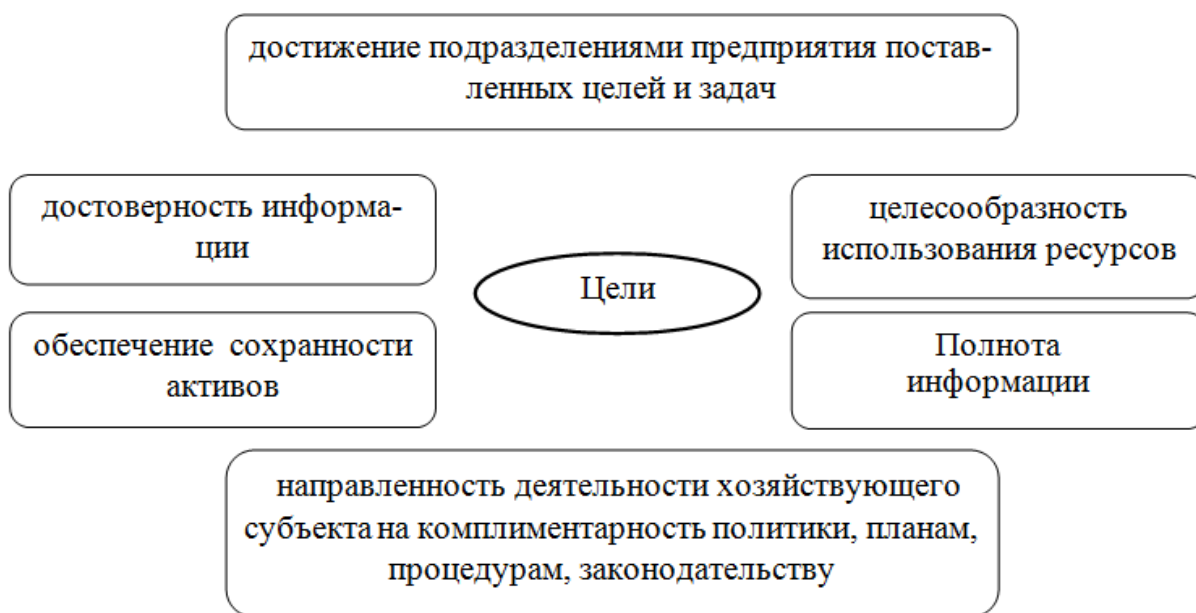 достижение подразделениями предприятия постав-
ленных целей и задач
достоверность информа-
ции
целесообразность
использования ресурсов
Цели
обеспечение сохранности
активов
Полнота
информации
направленность деятельности хозяйствующего
субъекта на комплиментарность политики, планам,
процедурам, законодательству